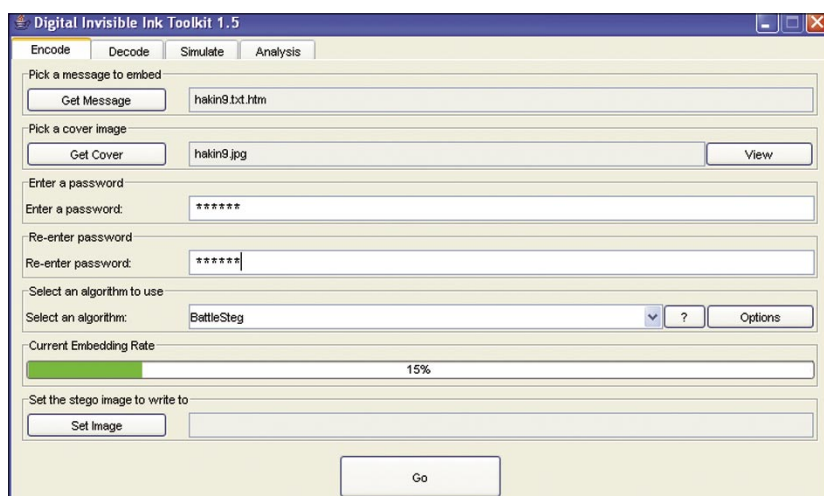 Digital Invisible Ink Toolkit 1.5
Encode Decode Simulate Analysis
Pick a message to embed
Get Message hakin9.txt.htm
Pick a cover image
Get Cover hakin9.jpg View
Enter a password
Enter a password: ******
Re-enter password
Re-enter password: ******
Select an algorithm to use
Select an algorithm: BattleSteg ? Options
Current Embedding Rate
15%
Set the stego image to write to
Set Image
Go